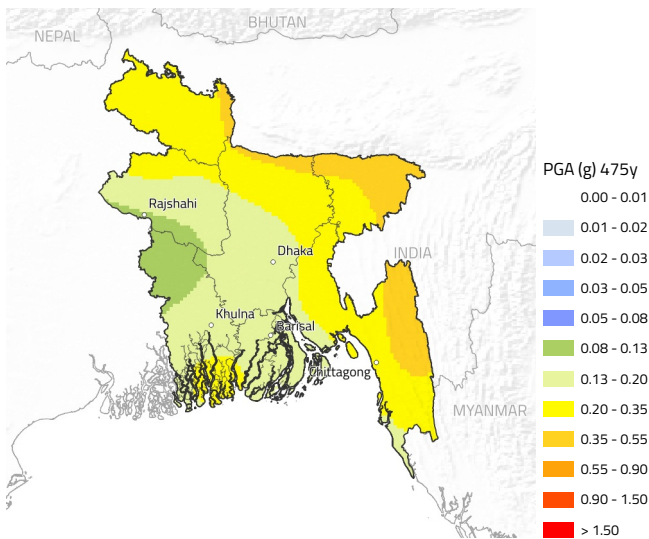 BHUTAN
NEPAL
PGA (g) 475y
0.00 - 0.01
Rajshahi
0.01 - 0.02
Dhaka
INDIA
0.02 - 0.03
0.03 - 0.05
Khulna
0.05 - 0.08
Barisal
0.08 - 0.13
Chittagong
0.13 - 0.20
MYANMAR
0.20 - 0.35
0.35 - 0.55
0.55 - 0.90
0.90 - 1.50
> 1.50